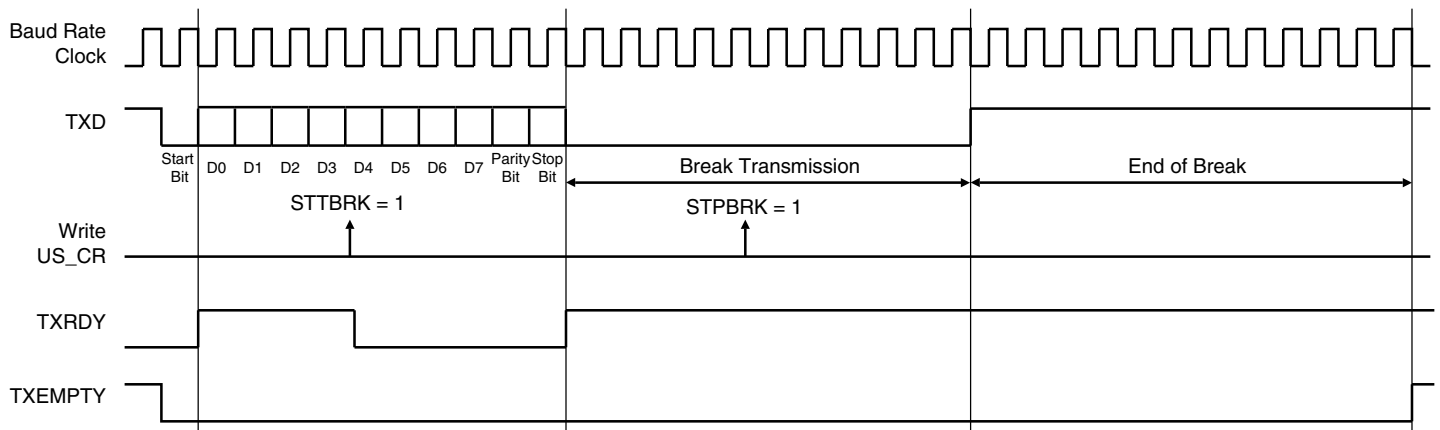 Baud Rate
Clock
TXD
Start
Bit
D0
D1
D2
D3
D4
D5
D6
D7
Parity
Bit
Stop
Bit
Break Transmission
End of Break
STTBRK = 1
STPBRK = 1
Write
US_CR
TXRDY
TXEMPTY